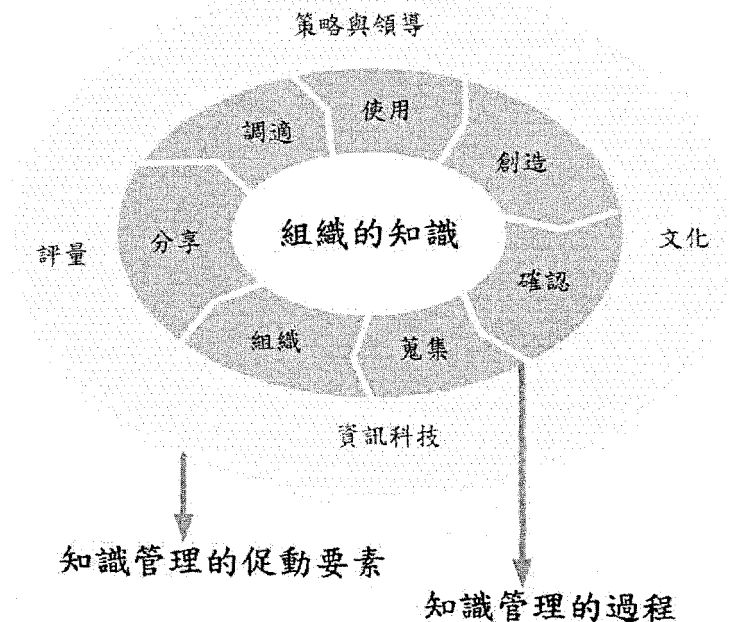 策略與領導
使用
調適
創造
組織的知識
分享
評量
文化
確認
組織
蒐集
資訊科技
知識管理的促動要素
知識管理的過程